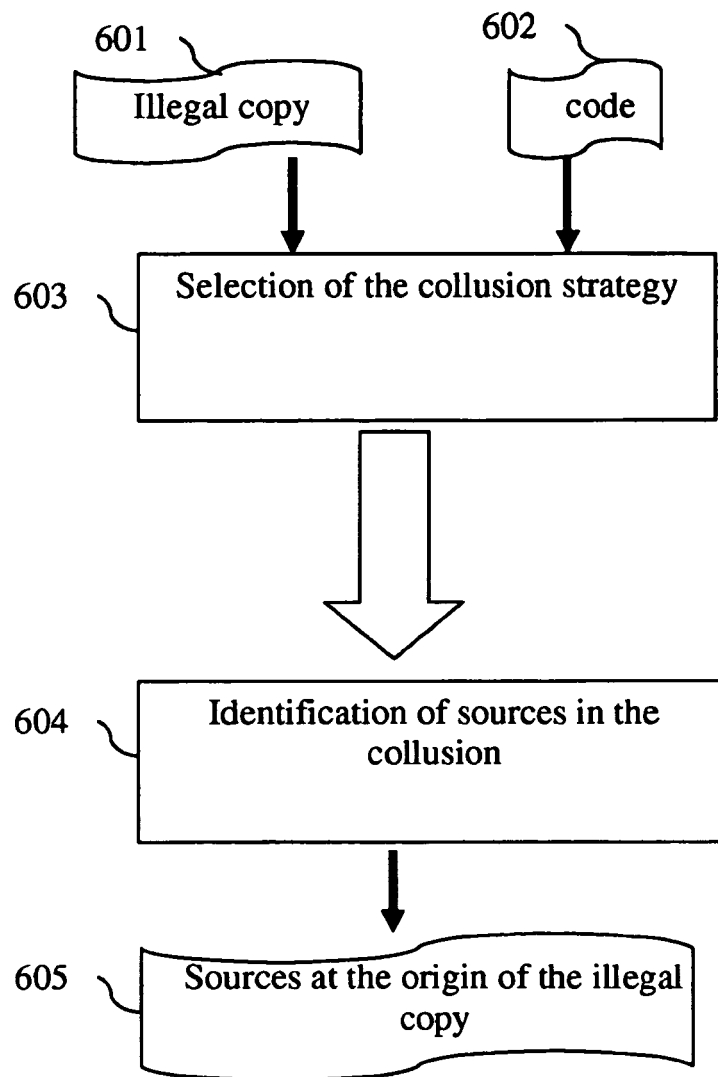 601
602
Illegal copy
code
603
Selection of the collusion strategy
604
Identification of sources in the
collusion
605
Sources at the origin of the illegal
copy